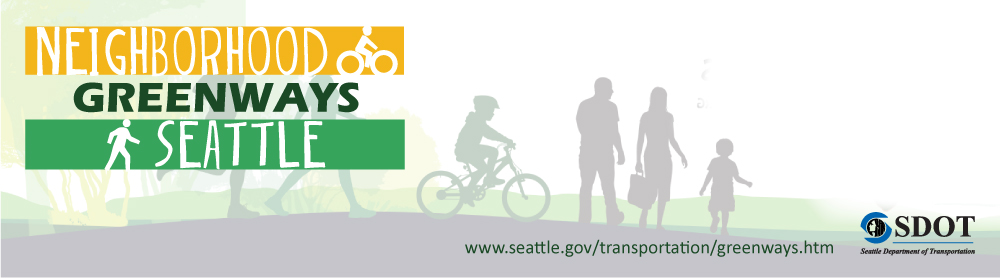 NEIGHBORHOOD
GREENWAYS
SEATTLE
www.seattle.gov/transportation/greenways.htm
SDOT
Seattle Department of Transportation